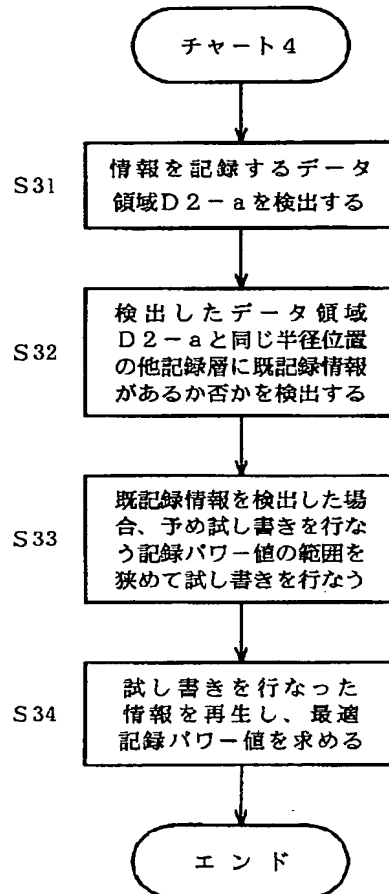 チャート4
S31
情報を記録するデータ
領域D2-aを検出する
S32
検出したデータ領域
D2-aと同じ半径位置
の他記録層に既記録情報
があるか否かを検出する
S33
既記録情報を検出した場
合、予め試し書きを行な
う記録パワー値の範囲を
狭めて試し書きを行なう
S34
試し書きを行なった
情報を再生し、最適
記録パワー値を求める
エンド